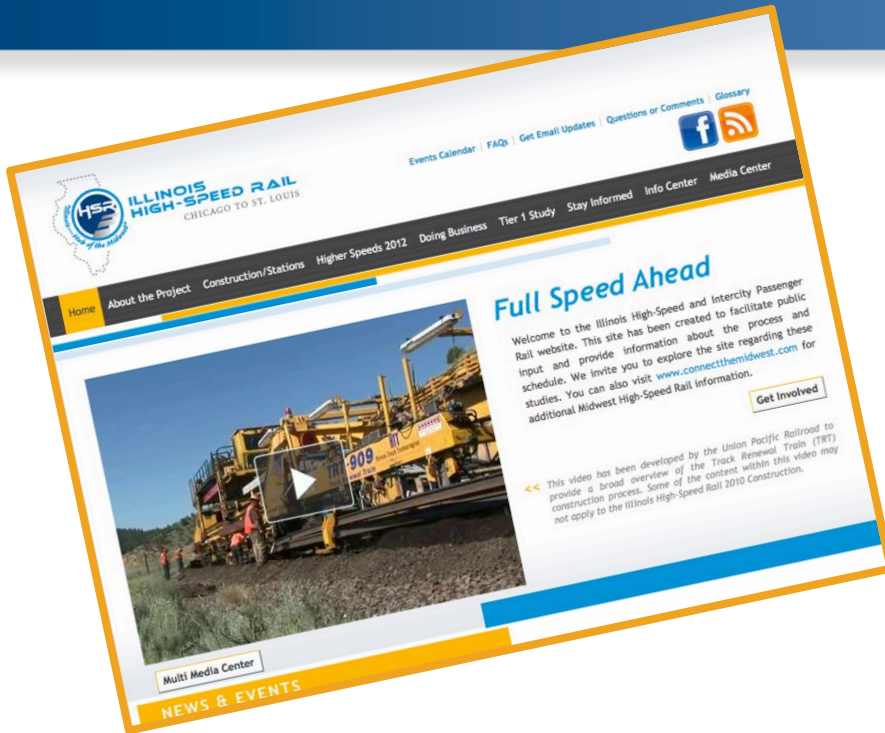 Events Calendar | FAQs | Get Email Updates | Questions or Comments | Glossary
HSR
Illinois-Hub of the Midwest
ILLINOIS
HIGH-SPEED RAIL
CHICAGO TO ST. LOUIS
Home
About the Project
Construction/Stations
Higher Speeds 2012
Doing Business
Tier 1 Study
Stay Informed
Info Center
Media Center
Full Speed Ahead
Welcome to the Illinois High-Speed and Intercity Passenger
Rail website. This site has been created to facilitate public
input and provide information about the process and
schedule. We invite you to explore the site regarding these
studies. You can also visit www.connectthemidwest.com for
additional Midwest High-Speed Rail information.
Get Involved
TRT-909
<< This video has been developed by the Union Pacific Railroad to
provide a broad overview of the Track Renewal Train (TRT)
construction process. Some of the content within this video may
not apply to the Illinois High-Speed Rail 2010 Construction.
Multi Media Center
NEWS & EVENTS